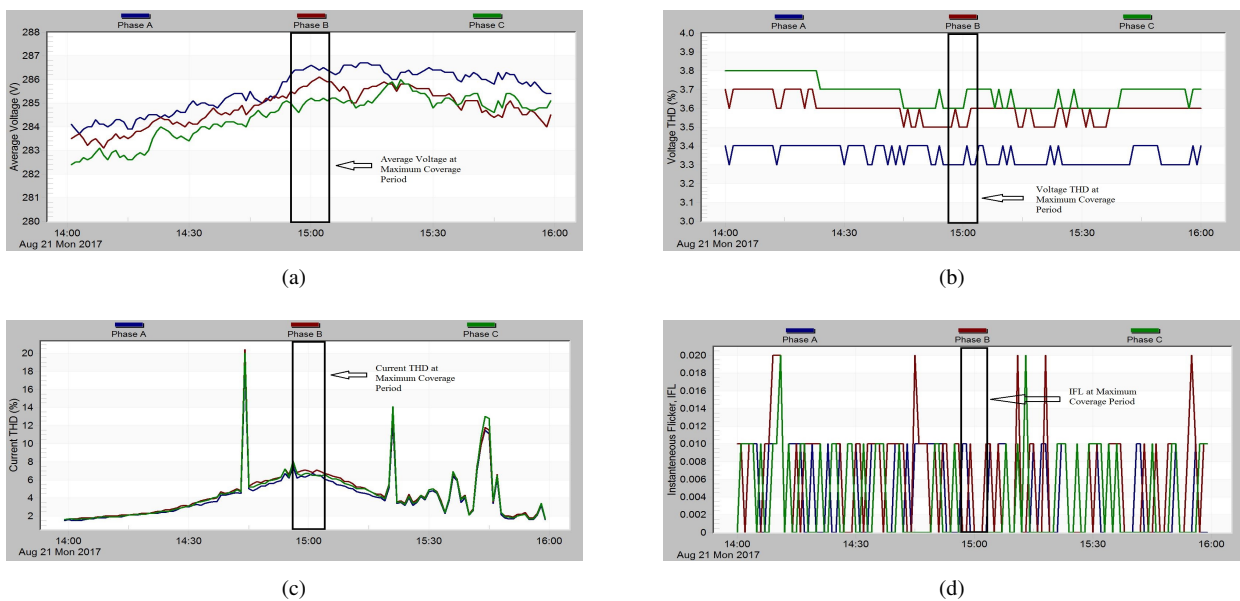 Phase A Phase B Phase C
288
287
286
285
284
283
282
281
280
Average Voltage (V)
Average Voltage at
Maximum Coverage
Period
14:00 14:30 15:00 15:30 16:00
Aug 21 Mon 2017
(a)
Phase A Phase B Phase C
4.0
3.9
3.8
3.7
3.6
3.5
3.4
3.3
3.2
3.1
3.0
Voltage THD (%)
Voltage THD at
Maximum Coverage
Period
14:00 14:30 15:00 15:30 16:00
Aug 21 Mon 2017
(b)
Phase A Phase B Phase C
20
18
16
14
12
10
8
6
4
2
Current THD (%)
Current THD at
Maximum Coverage
Period
14:00 14:30 15:00 15:30 16:00
Aug 21 Mon 2017
(c)
Phase A Phase B Phase C
0.020
0.018
0.016
0.014
0.012
0.010
0.008
0.006
0.004
0.002
0
Instanteneous Flicker, IFL
IFL at Maximum
Coverage Period
14:00 14:30 15:00 15:30 16:00
Aug 21 Mon 2017
(d)